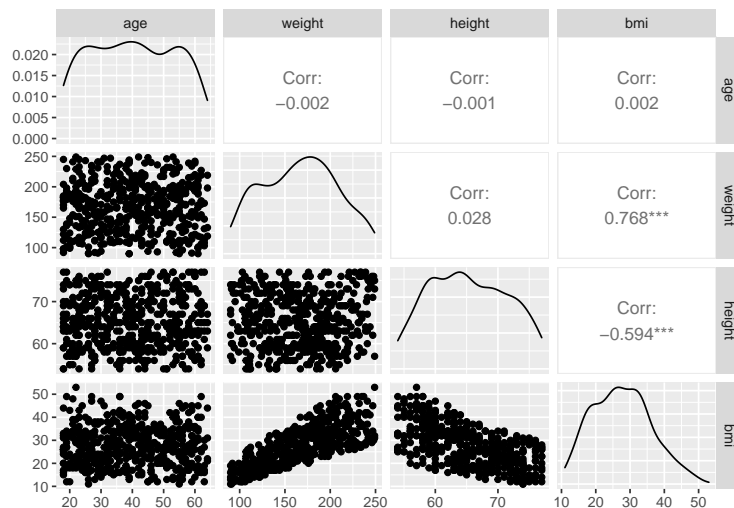 age weight height bmi
0.020
0.015
0.010
0.005
0.000
Corr:
−0.002
Corr:
−0.001
Corr:
0.002
age
250
200
150
100
Corr:
0.028
Corr:
0.768***
weight
70
60
Corr:
−0.594***
height
50
40
30
20
10
bmi
20 30 40 50 60
100 150 200 250
60 70
10 20 30 40 50